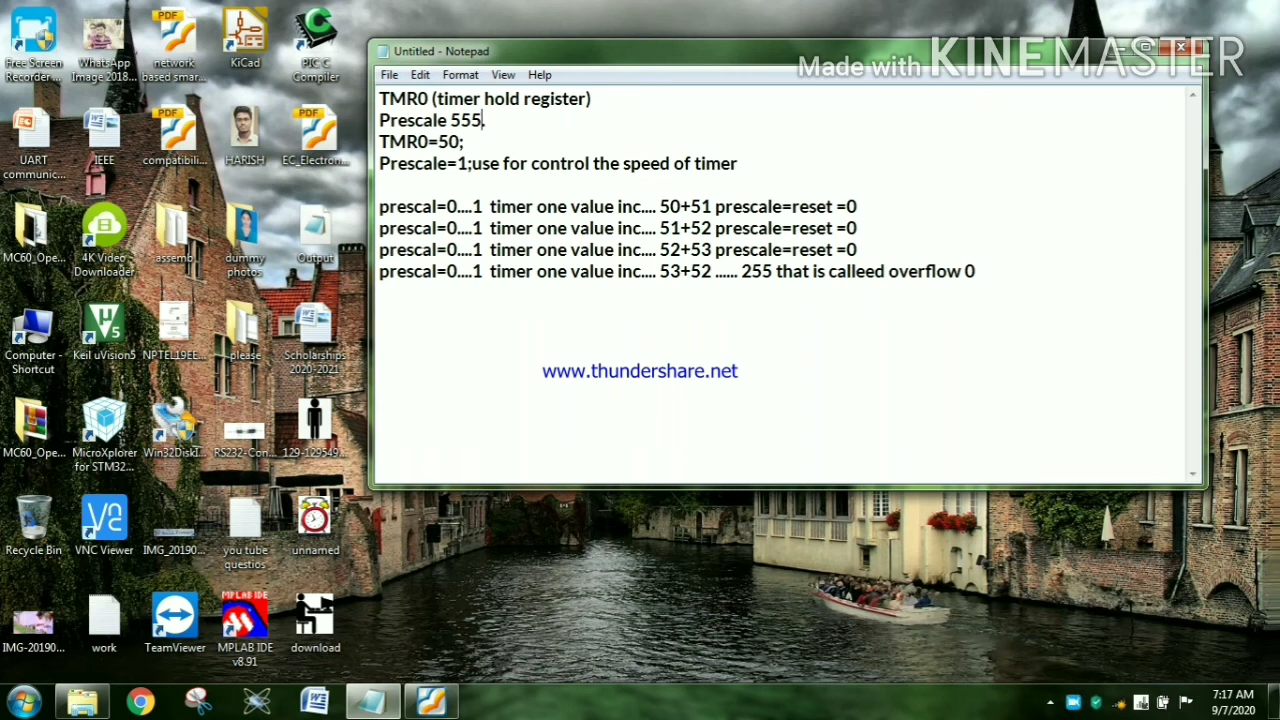 Free Screen
Recorder ...
WhatsApp
Image 2018...
PDF
network
based smar...
KiCad
PIC C
Compiler
Untitled - Notepad
Made with KINEMASTER
File Edit Format View Help
TMR0 (timer hold register)
Prescale 555.
TMR0=50;
Prescale=1;use for control the speed of timer
prescal=0....1 timer one value inc.... 50+51 prescale=reset =0
prescal=0....1 timer one value inc.... 51+52 prescale=reset =0
prescal=0....1 timer one value inc.... 52+53 prescale=reset =0
prescal=0....1 timer one value inc.... 53+52 ...... 255 that is calleed overflow 0
www.thundershare.net
UART
communic...
IEEE
PDF
compatibili...
HARISH
PDF
EC_Electron...
MC60_Ope...
4K Video
Downloader
assemb...
dummy
photos
Output
Computer -
Shortcut
Keil uVision5
NPTEL19EE...
please
Scholarships
2020-2021
MC60_Ope...
MicroXplorer
for STM32...
Win32DiskI...
RS232-Con...
129-129549...
Recycle Bin
VNC Viewer
IMG_20190...
you tube
questios
unnamed
IMG-20190...
work
TeamViewer
MPLAB IDE
MPLAB IDE
v8.91
download
7:17 AM
9/7/2020